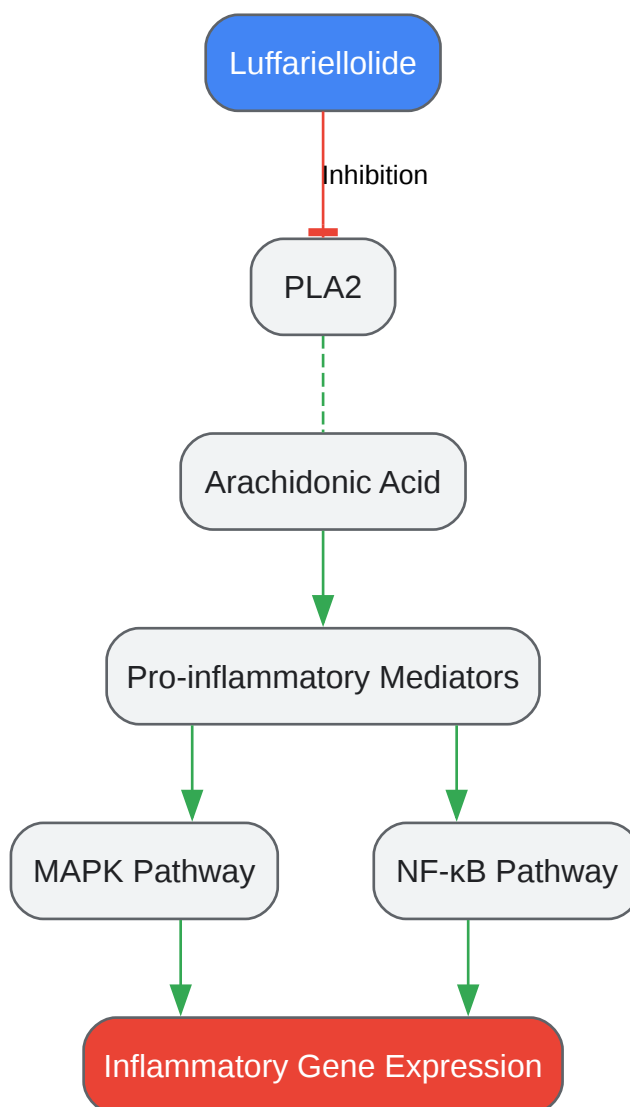 Luffariellolide
Inhibition
PLA2
Arachidonic Acid
Pro-inflammatory Mediators
MAPK Pathway
NF-κB Pathway
Inflammatory Gene Expression